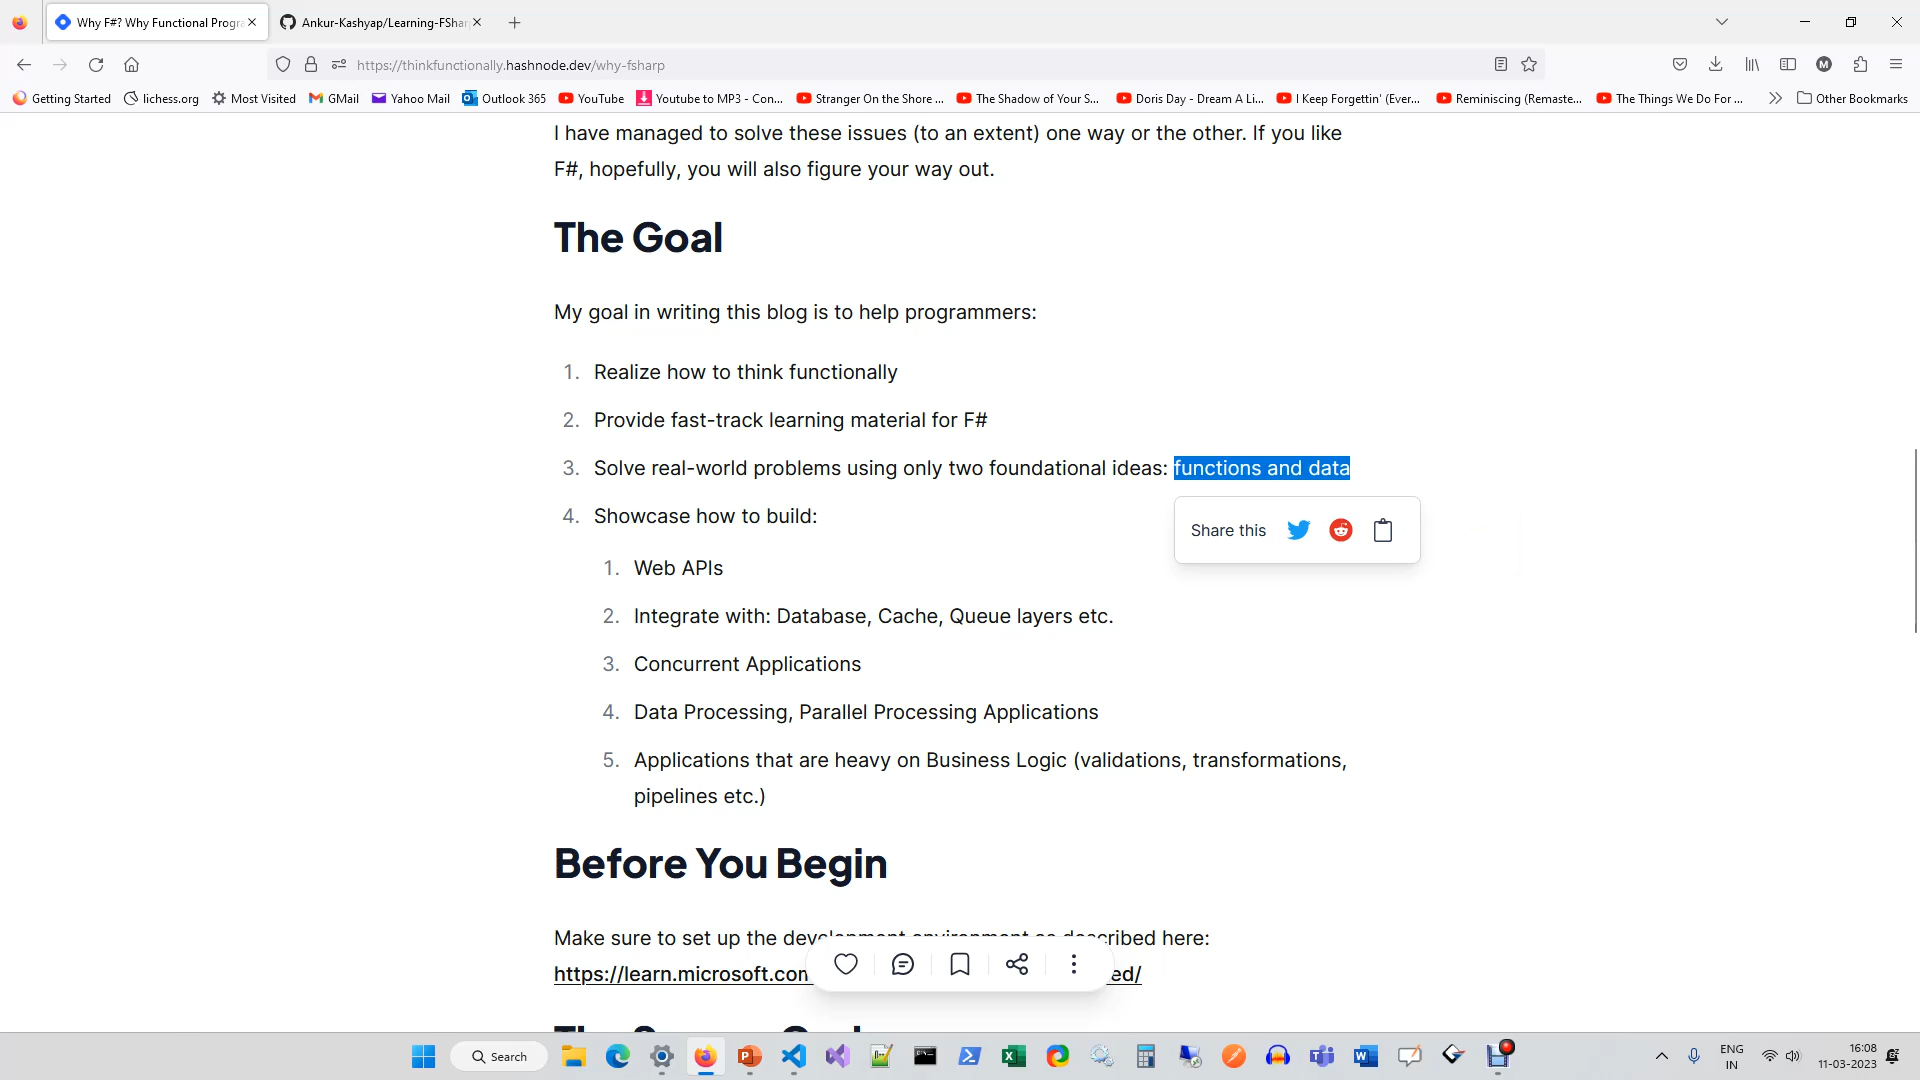 Why F#? Why Functional Progra
Ankur-Kashyap/Learning-FShar
https://thinkfunctionally.hashnode.dev/why-fsharp
Getting Started
lichess.org
Most Visited
GMail
Yahoo Mail
Outlook 365
YouTube
Youtube to MP3 - Con...
Stranger On the Shore ...
The Shadow of Your S...
Doris Day - Dream A Li...
I Keep Forgettin' (Ever...
Reminiscing (Remaste...
The Things We Do For ...
Other Bookmarks
I have managed to solve these issues (to an extent) one way or the other. If you like
F#, hopefully, you will also figure your way out.
The Goal
My goal in writing this blog is to help programmers:
1. Realize how to think functionally
2. Provide fast-track learning material for F#
3. Solve real-world problems using only two foundational ideas: functions and data
4. Showcase how to build:
Share this
1. Web APIs
2. Integrate with: Database, Cache, Queue layers etc.
3. Concurrent Applications
4. Data Processing, Parallel Processing Applications
5. Applications that are heavy on Business Logic (validations, transformations,
pipelines etc.)
Before You Begin
Make sure to set up the development environment as described here:
https://learn.microsoft.com ed/
Search
ENG
IN
16:08
11-03-2023